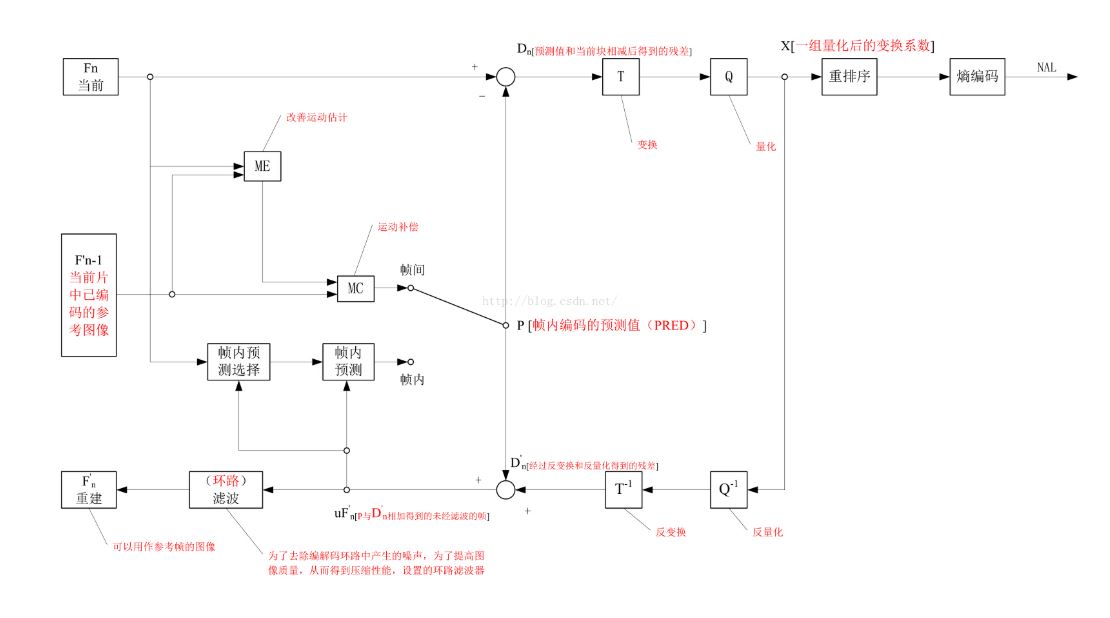 Dn[预测值和当前块相减后得到的残差]
X[一组量化后的变换系数]
Fn
当前
+
−
T
Q
重排序
熵编码
NAL
改善运动估计
变换
量化
ME
运动补偿
F'n-1
当前片
中已编
码的参
考图像
MC
帧间
http://blog.csdn.net/
P [帧内编码的预测值（PRED）]
帧内预
测选择
帧内
预测
帧内
D'n[经过反变换和反量化得到的残差]
F'n
重建
（环路）
滤波
+
T-1
Q-1
uF'n[P与D'n相加得到的未经滤波的帧]
+
反变换
反量化
可以用作参考帧的图像
为了去除编解码环路中产生的噪声，为了提高图
像质量，从而得到压缩性能，设置的环路滤波器